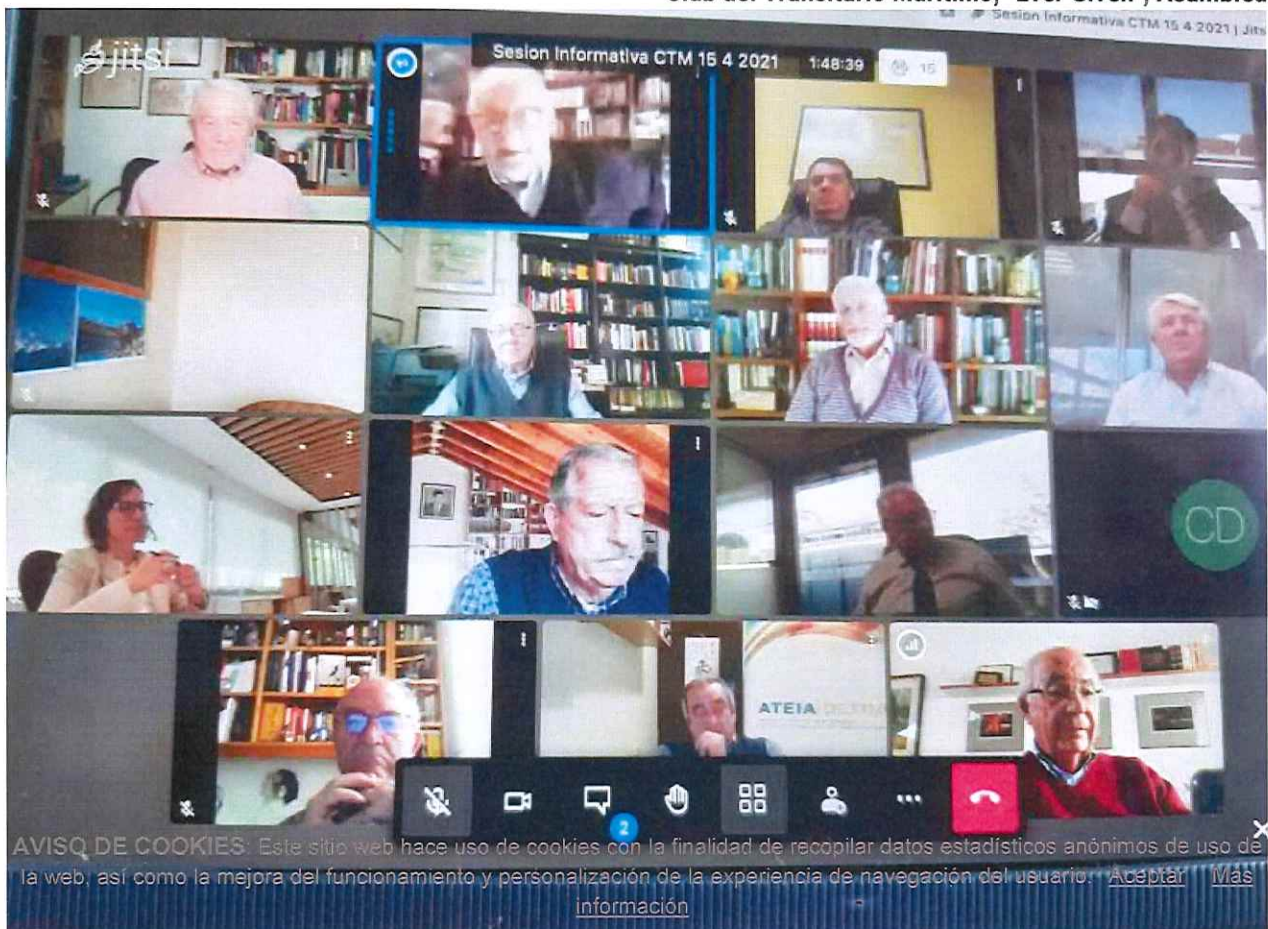 jitsi
Sesion Informativa CTM 15 4 2021 | Jits
Sesion Informativa CTM 15 4 2021 1:48:39 15
CD
ATEIA
2
AVISO DE COOKIES: Este sitio web hace uso de cookies con la finalidad de recopilar datos estadísticos anónimos de uso de
la web, así como la mejora del funcionamiento y personalización de la experiencia de navegación del usuario. Aceptar Más
información